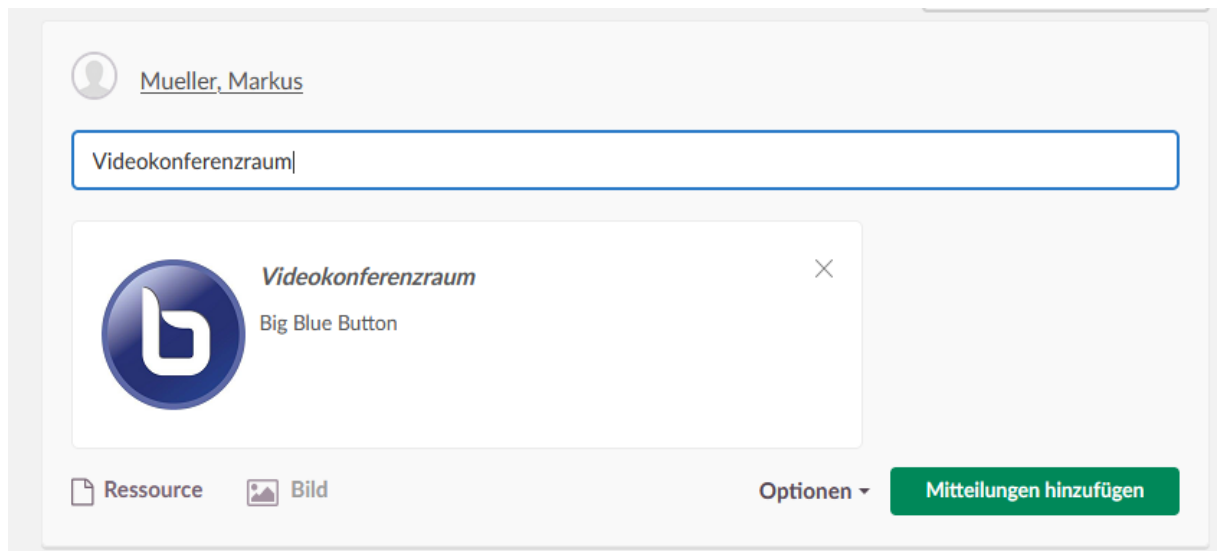 Mueller, Markus
Videokonferenzraum
Videokonferenzraum
Big Blue Button
Ressource Bild Optionen Mitteilungen hinzufügen